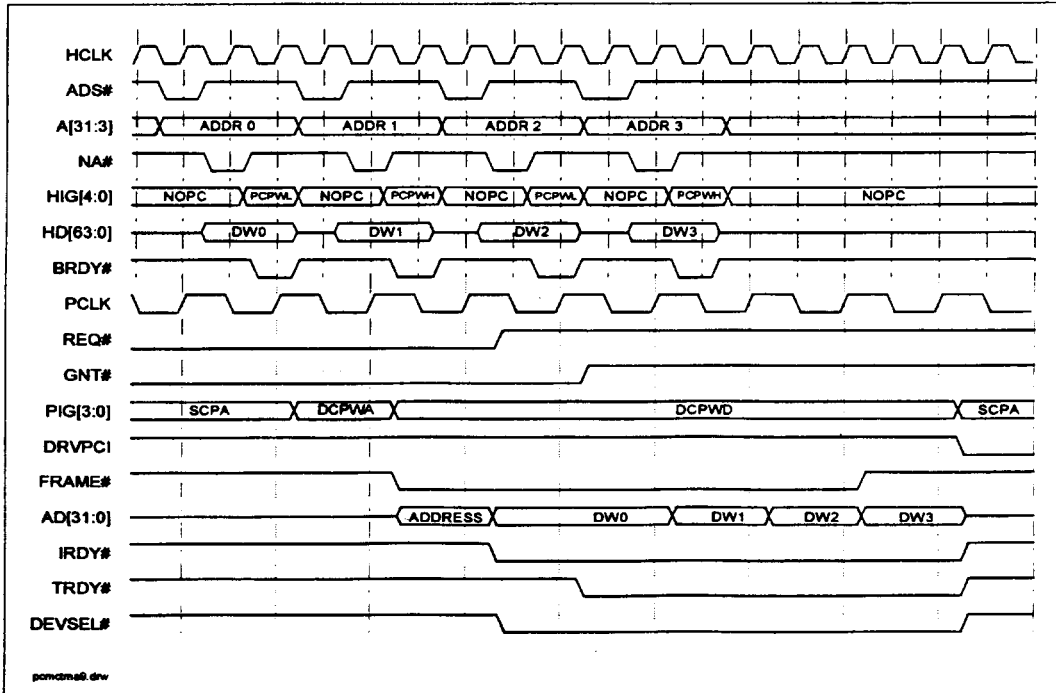 HCLK
ADS#
A[31:3] ADDR 0 ADDR 1 ADDR 2 ADDR 3
NA#
HIG[4:0] NOPC PCPWL NOPC PCPWH NOPC PCPWL NOPC PCPWH NOPC
HD[63:0] DW0 DW1 DW2 DW3
BRDY#
PCLK
REQ#
GNT#
PIG[3:0] SCPA DCPWA DCPWD SCPA
DRVPCI
FRAME#
AD[31:0] ADDRESS DW0 DW1 DW2 DW3
IRDY#
TRDY#
DEVSEL#
pcmctma9.drw